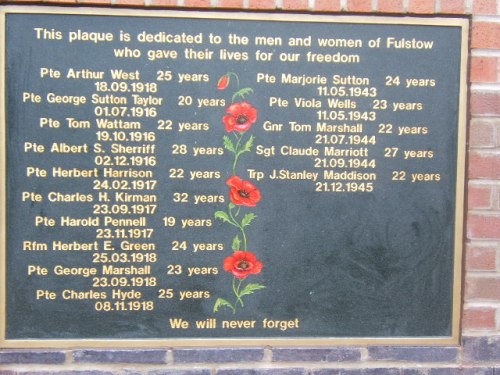 This plaque is dedicated to the men and women of Fulstow
who gave their lives for our freedom
Pte Arthur West 25 years
18.09.1918
Pte George Sutton Taylor 20 years
01.07.1916
Pte Tom Wattam 22 years
19.10.1916
Pte Albert S. Sherriff 28 years
02.12.1916
Pte Herbert Harrison 22 years
24.02.1917
Pte Charles H. Kirman 32 years
23.09.1917
Pte Harold Pennell 19 years
23.11.1917
Rfm Herbert E. Green 24 years
25.03.1918
Pte George Marshall 23 years
23.09.1918
Pte Charles Hyde 25 years
08.11.1918
Pte Marjorie Sutton 24 years
11.05.1943
Pte Viola Wells 23 years
11.05.1943
Gnr Tom Marshall 22 years
21.07.1944
Sgt Claude Marriott 27 years
21.09.1944
Trp J.Stanley Maddison 22 years
21.12.1945
We will never forget